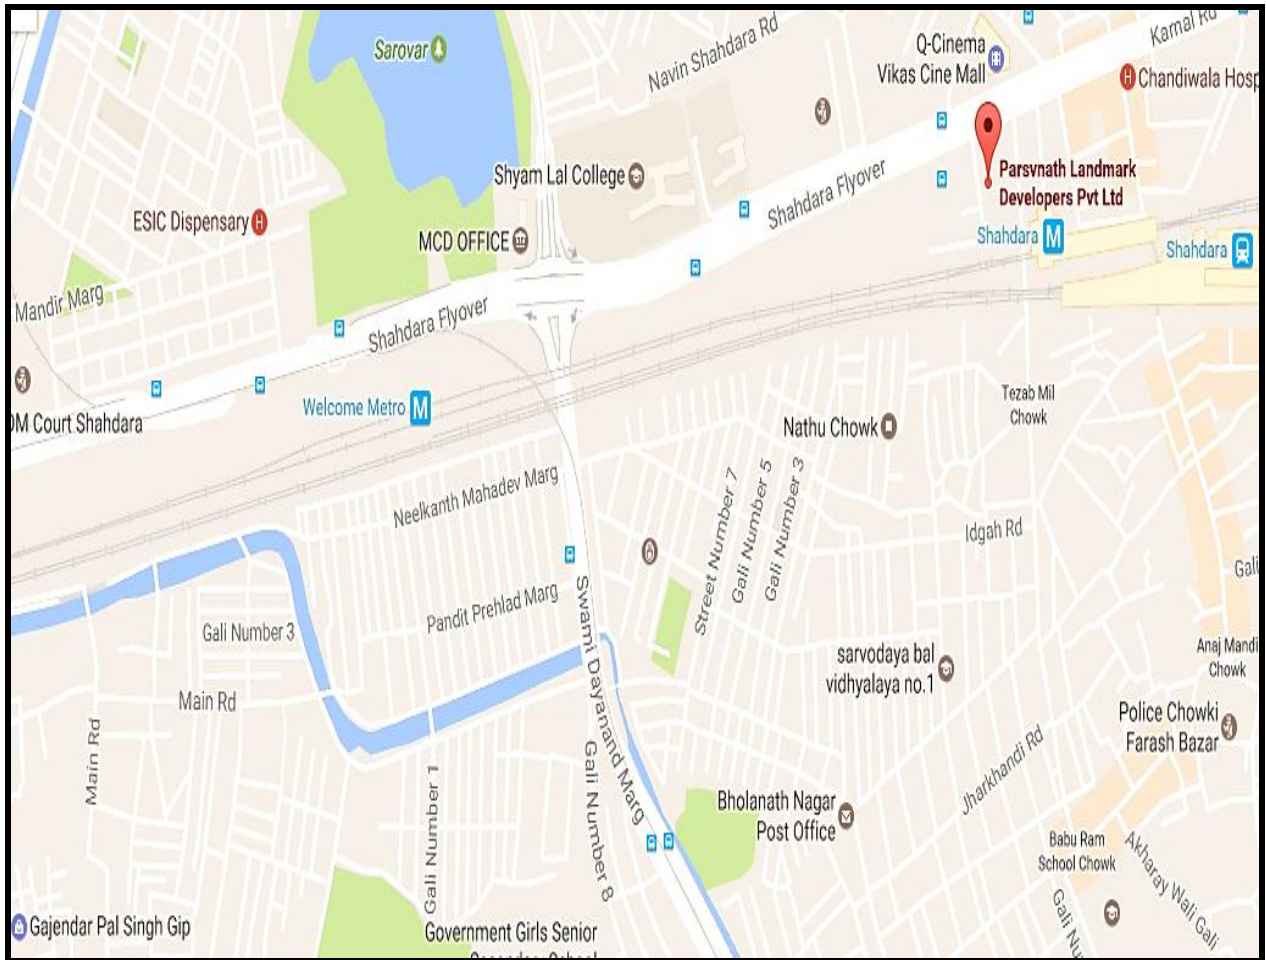 Sarovar
Navin Shahdara Rd
Q-Cinema
Vikas Cine Mall
Karnal Rd
Chandiwala Hosp
Shyam Lal College
Shahdara Flyover
Parsvnath Landmark
Developers Pvt Ltd
ESIC Dispensary
MCD OFFICE
Shahdara
Shahdara
Mandir Marg
Shahdara Flyover
Welcome Metro
DM Court Shahdara
Tezab Mil
Chowk
Nathu Chowk
Neelkanth Mahadev Marg
Street Number 7
Gali Number 5
Gali Number 3
Idgah Rd
Gali
Pandit Prehlad Marg
Swami Dayanand Marg
Gali Number 3
Main Rd
sarvodaya bal
vidhyalaya no.1
Anaj Mandi
Chowk
Police Chowki
Farash Bazar
Main Rd
Gali Number 1
Gali Number 8
Jharkhandi Rd
Bholanath Nagar
Post Office
Babu Ram
School Chowk
Akharay Wali Gali
Gali Nu
Gajendar Pal Singh Gip
Government Girls Senior
Secondary School